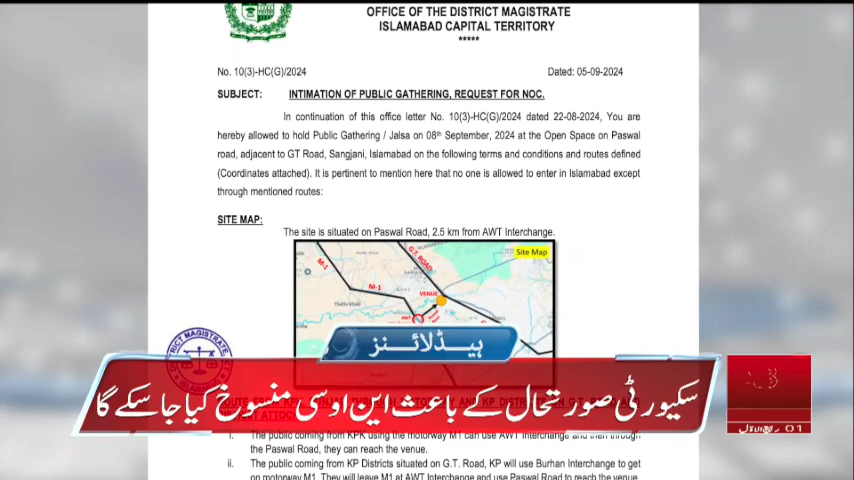 OFFICE OF THE DISTRICT MAGISTRATE
ISLAMABAD CAPITAL TERRITORY
*****
No. 10(3)-HC(G)/2024 Dated: 05-09-2024
SUBJECT: INTIMATION OF PUBLIC GATHERING, REQUEST FOR NOC.
In continuation of this office letter No. 10(3)-HC(G)/2024 dated 22-08-2024, You are
hereby allowed to hold Public Gathering / Jalsa on 08th September, 2024 at the Open Space on Paswal
road, adjacent to GT Road, Sangjani, Islamabad on the following terms and conditions and routes defined
(Coordinates attached). It is pertinent to mention here that no one is allowed to enter in Islamabad except
through mentioned routes:
SITE MAP:
The site is situated on Paswal Road, 2.5 km from AWT Interchange.
Site Map
G.T. ROAD
M-1
M-1
VENUE
ہیڈلائنز
سکیورٹی صورتحال کے باعث این او سی منسوخ کیا جا سکے گا
i. The public coming from KPK using the motorway M1 can use AWT Interchange and then through
the Paswal Road, they can reach the venue.
ii. The public coming from KP Districts situated on G.T. Road, KP will use Burhan Interchange to get
on motorway M1. They will leave M1 at AWT Interchange and use Paswal Road to reach the venue